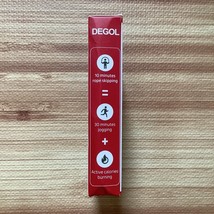 DEGOL
10 minutes
rope skipping
=
30 minutes
jogging
+
Active calories
burning